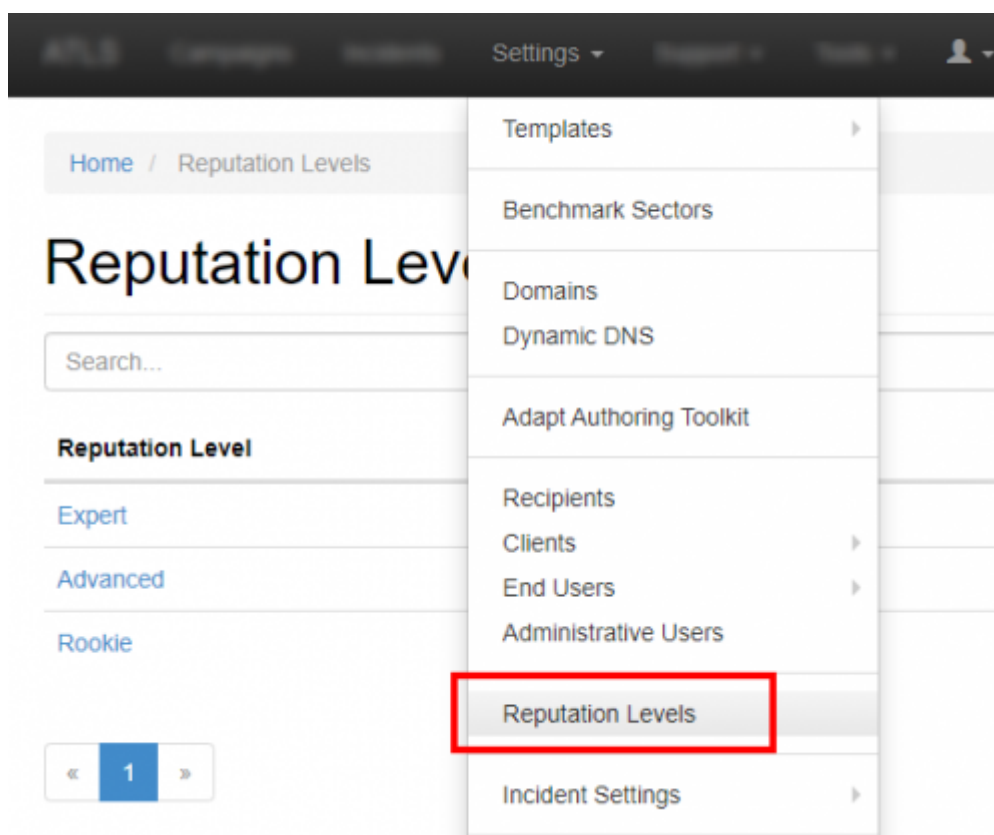 Settings
Templates
Home / Reputation Levels
Benchmark Sectors
Reputation Lev
Domains
Dynamic DNS
Search...
Adapt Authoring Toolkit
Reputation Level
Recipients
Expert
Clients
Advanced
End Users
Administrative Users
Rookie
Reputation Levels
« 1 »
Incident Settings